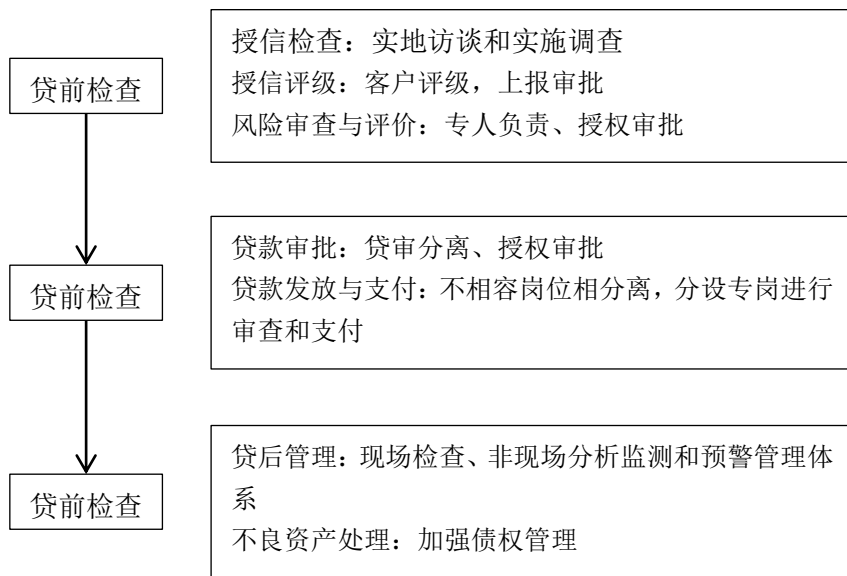 贷前检查
授信检查：实地访谈和实施调查
授信评级：客户评级，上报审批
风险审查与评价：专人负责、授权审批
贷前检查
贷款审批：贷审分离、授权审批
贷款发放与支付：不相容岗位相分离，分设专岗进行
审查和支付
贷前检查
贷后管理：现场检查、非现场分析监测和预警管理体
系
不良资产处理：加强债权管理